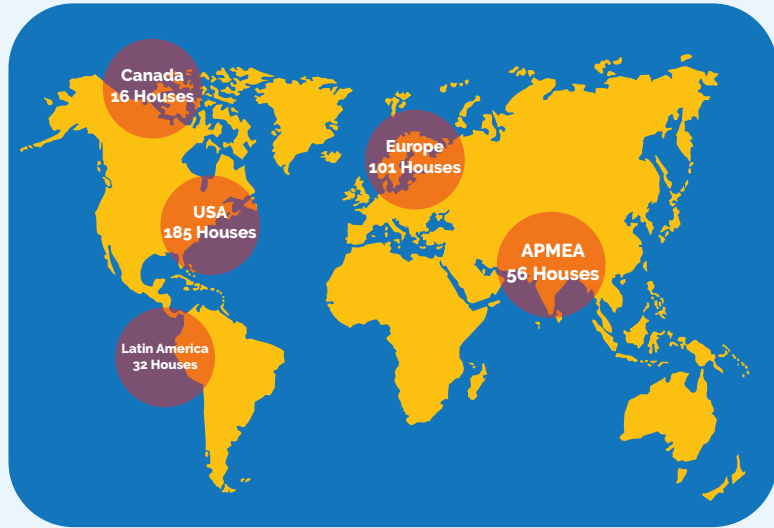 Canada
16 Houses
Europe
101 Houses
USA
185 Houses
APMEA
56 Houses
Latin America
32 Houses